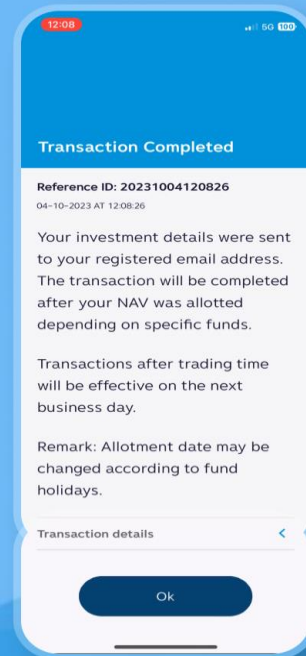 12:08
5G 100
Transaction Completed
Reference ID: 20231004120826
04-10-2023 AT 12:08:26
Your investment details were sent
to your registered email address.
The transaction will be completed
after your NAV was allotted
depending on specific funds.
Transactions after trading time
will be effective on the next
business day.
Remark: Allotment date may be
changed according to fund
holidays.
Transaction details
Ok